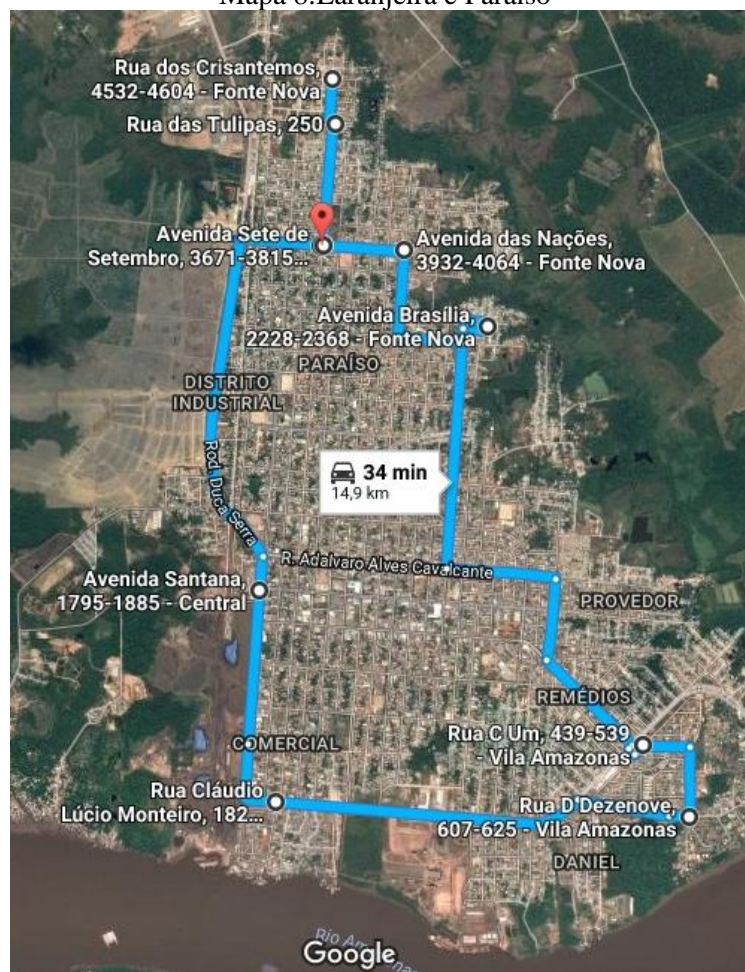 Mapa 6:Laranjeira e Paraíso
Rua dos Crisantemos,
4532-4604 - Fonte Nova
Rua das Tulipas, 250
Avenida Sete de
Setembro, 3671-3815...
Avenida das Nações,
3932-4064 - Fonte Nova
Avenida Brasília,
2228-2368 - Fonte Nova
PARAÍSO
DISTRITO
INDUSTRIAL
34 min
14,9 km
Rod. Duca Serra
R. Adalvaro Alves Cavalcante
Avenida Santana,
1795-1885 - Central
PROVEDOR
REMÉDIOS
Rua C Um, 439-539
- Vila Amazonas
COMERCIAL
Rua Cláudio
Lúcio Monteiro, 182...
Rua D Dezenove,
607-625 - Vila Amazonas
DANIEL
Rio
Google